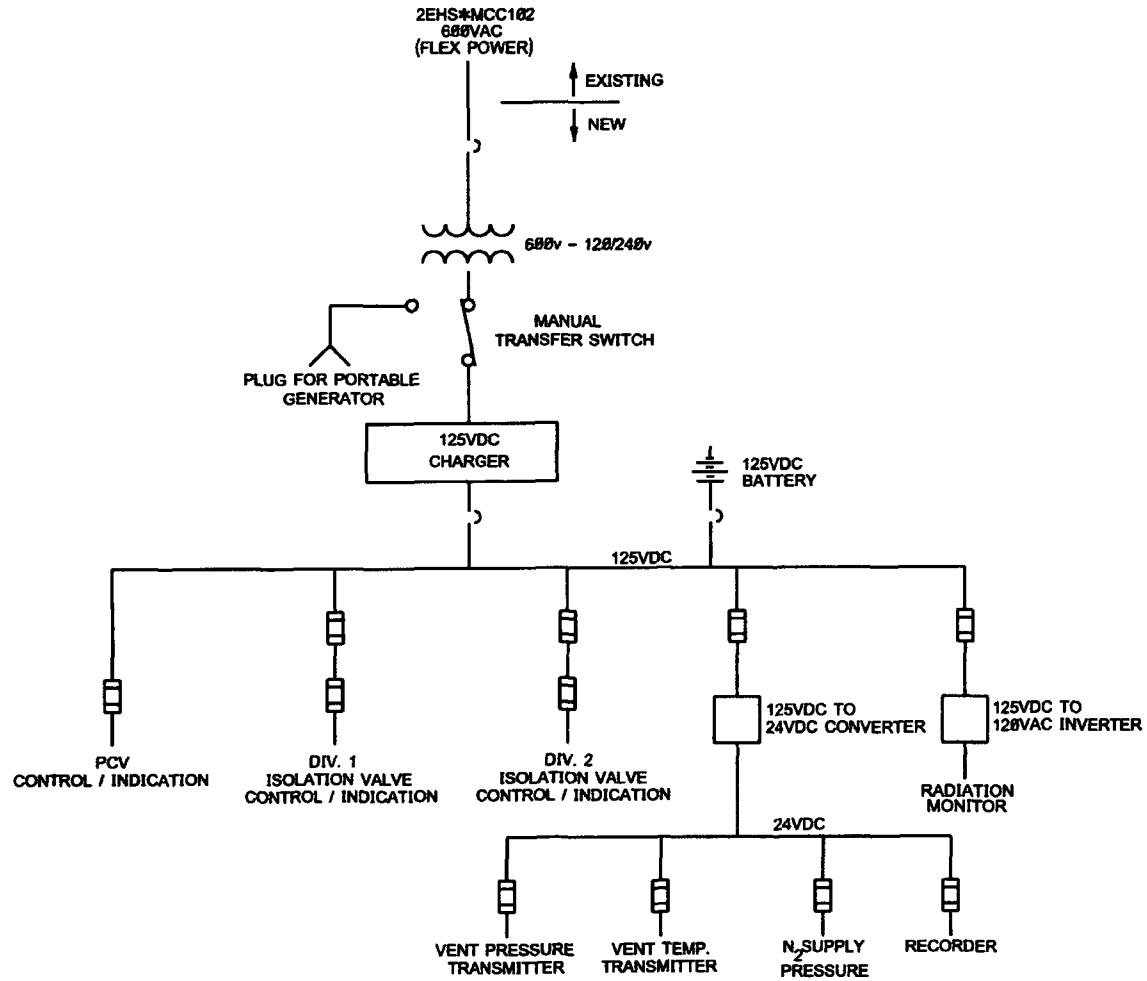 2EHS*MCC102
600VAC
(FLEX POWER)
EXISTING
NEW
600v - 120/240v
MANUAL
TRANSFER SWITCH
PLUG FOR PORTABLE
GENERATOR
125VDC
CHARGER
125VDC
BATTERY
125VDC
125VDC TO
24VDC CONVERTER
125VDC TO
120VAC INVERTER
PCV
CONTROL / INDICATION
DIV. 1
ISOLATION VALVE
CONTROL / INDICATION
DIV. 2
ISOLATION VALVE
CONTROL / INDICATION
RADIATION
MONITOR
24VDC
VENT PRESSURE
TRANSMITTER
VENT TEMP.
TRANSMITTER
N2 SUPPLY
PRESSURE
RECORDER